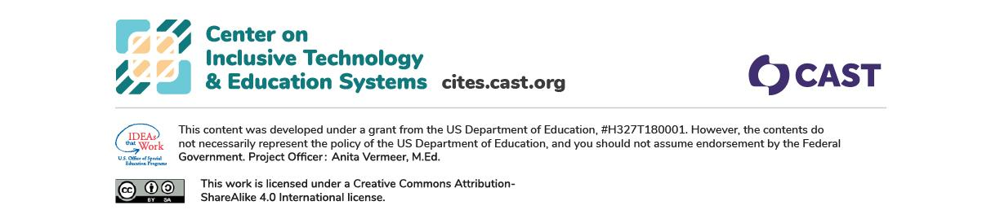 Center on
Inclusive Technology
& Education Systems cites.cast.org
CAST
IDEAs
that Work
U.S. Office of Special
Education Programs
This content was developed under a grant from the US Department of Education, #H327T180001. However, the contents do
not necessarily represent the policy of the US Department of Education, and you should not assume endorsement by the Federal
Government. Project Officer: Anita Vermeer, M.Ed.
cc
BY SA
This work is licensed under a Creative Commons Attribution-
ShareAlike 4.0 International license.